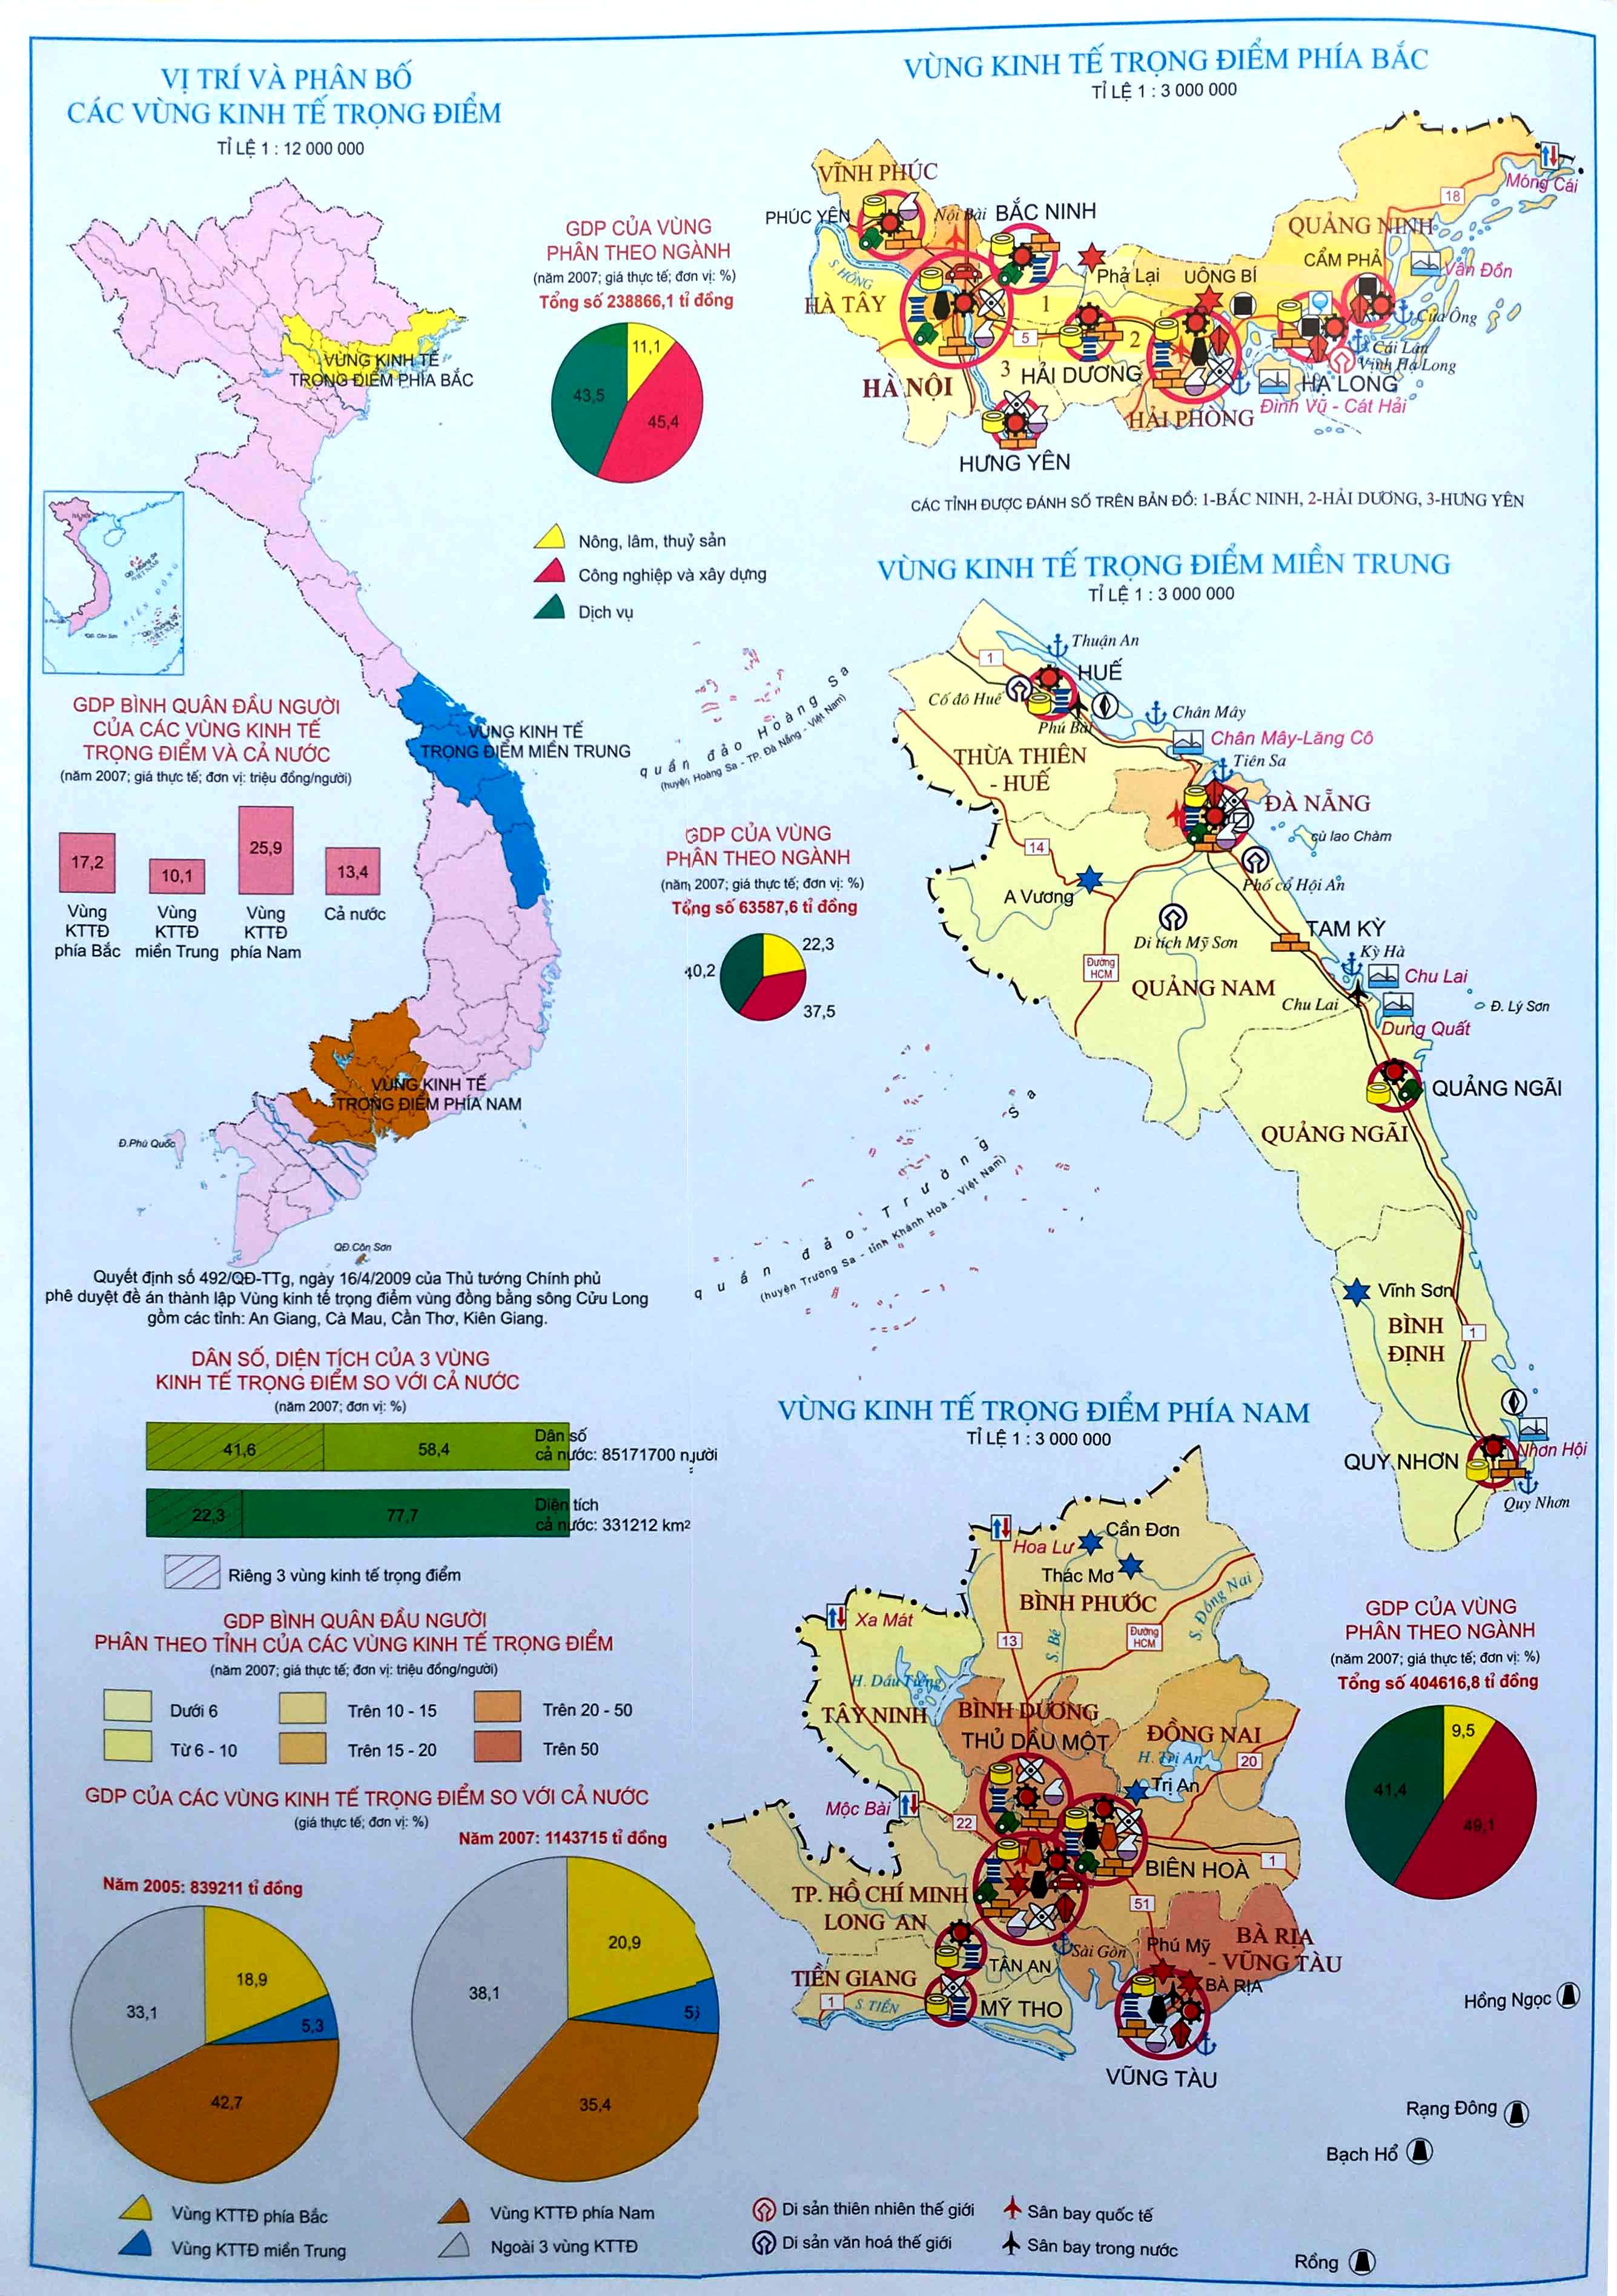 VỊ TRÍ VÀ PHÂN BỐ
CÁC VÙNG KINH TẾ TRỌNG ĐIỂM
TỈ LỆ 1 : 12 000 000
VÙNG KINH TẾ
TRỌNG ĐIỂM PHÍA BẮC
VÙNG KINH TẾ
TRỌNG ĐIỂM MIỀN TRUNG
VÙNG KINH TẾ
TRỌNG ĐIỂM PHÍA NAM
Đ.Phú Quốc
QĐ.Côn Sơn
GDP CỦA VÙNG
PHÂN THEO NGÀNH
(năm 2007; giá thực tế; đơn vị: %)
Tổng số 238866,1 tỉ đồng
11,1
43,5
45,4
Nông, lâm, thuỷ sản
Công nghiệp và xây dựng
Dịch vụ
GDP BÌNH QUÂN ĐẦU NGƯỜI
CỦA CÁC VÙNG KINH TẾ
TRỌNG ĐIỂM VÀ CẢ NƯỚC
(năm 2007; giá thực tế; đơn vị: triệu đồng/người)
17,2
10,1
25,9
13,4
Vùng KTTĐ phía Bắc
Vùng KTTĐ miền Trung
Vùng KTTĐ phía Nam
Cả nước
quần đảo Hoàng Sa
(huyện Hoàng Sa - TP. Đà Nẵng - Việt Nam)
GDP CỦA VÙNG
PHÂN THEO NGÀNH
(năm 2007; giá thực tế; đơn vị: %)
Tổng số 63587,6 tỉ đồng
22,3
40,2
37,5
quần đảo Trường Sa
(huyện Trường Sa - tỉnh Khánh Hoà - Việt Nam)
Quyết định số 492/QĐ-TTg, ngày 16/4/2009 của Thủ tướng Chính phủ
phê duyệt đề án thành lập Vùng kinh tế trọng điểm vùng đồng bằng sông Cửu Long
gồm các tỉnh: An Giang, Cà Mau, Cần Thơ, Kiên Giang.
DÂN SỐ, DIỆN TÍCH CỦA 3 VÙNG
KINH TẾ TRỌNG ĐIỂM SO VỚI CẢ NƯỚC
(năm 2007; đơn vị: %)
41,6
58,4
Dân số
cả nước: 85171700 người
22,3
77,7
Diện tích
cả nước: 331212 km²
Riêng 3 vùng kinh tế trọng điểm
GDP BÌNH QUÂN ĐẦU NGƯỜI
PHÂN THEO TỈNH CỦA CÁC VÙNG KINH TẾ TRỌNG ĐIỂM
(năm 2007; giá thực tế; đơn vị: triệu đồng/người)
Dưới 6
Trên 10 - 15
Trên 20 - 50
Từ 6 - 10
Trên 15 - 20
Trên 50
GDP CỦA CÁC VÙNG KINH TẾ TRỌNG ĐIỂM SO VỚI CẢ NƯỚC
(giá thực tế; đơn vị: %)
Năm 2007: 1143715 tỉ đồng
Năm 2005: 839211 tỉ đồng
18,9
33,1
5,3
42,7
20,9
38,1
35,4
Vùng KTTĐ phía Bắc
Vùng KTTĐ miền Trung
Vùng KTTĐ phía Nam
Ngoài 3 vùng KTTĐ
VÙNG KINH TẾ TRỌNG ĐIỂM PHÍA BẮC
TỈ LỆ 1 : 3 000 000
VĨNH PHÚC
PHÚC YÊN
Nội Bài
BẮC NINH
Móng Cái
18
QUẢNG NINH
CẨM PHẢ
Vân Đồn
S. HỒNG
Phả Lại
UÔNG BÍ
HÀ TÂY
1
Cửa Ông
5
2
Cái Lân
Vịnh Hạ Long
3
HẢI DƯƠNG
HÀ NỘI
HẠ LONG
Đình Vũ - Cát Hải
HẢI PHÒNG
HƯNG YÊN
CÁC TỈNH ĐƯỢC ĐÁNH SỐ TRÊN BẢN ĐỒ: 1-BẮC NINH, 2-HẢI DƯƠNG, 3-HƯNG YÊN
VÙNG KINH TẾ TRỌNG ĐIỂM MIỀN TRUNG
TỈ LỆ 1 : 3 000 000
Thuận An
1
HUẾ
Cố đô Huế
Chân Mây
Phú Bài
Chân Mây-Lăng Cô
THỪA THIÊN
- HUẾ
Tiên Sa
ĐÀ NẴNG
cù lao Chàm
14
Phố cổ Hội An
A Vương
TAM KỲ
Di tích Mỹ Sơn
Kỳ Hà
Đường HCM
Chu Lai
QUẢNG NAM
Chu Lai
Đ. Lý Sơn
Dung Quất
QUẢNG NGÃI
QUẢNG NGÃI
Vĩnh Sơn
BÌNH
ĐỊNH
1
QUY NHƠN
Nhơn Hội
Quy Nhơn
VÙNG KINH TẾ TRỌNG ĐIỂM PHÍA NAM
TỈ LỆ 1 : 3 000 000
Cần Đơn
Hoa Lư
Thác Mơ
BÌNH PHƯỚC
Xa Mát
S. Đồng Nai
13
S. Bé
Đường HCM
H. Dầu Tiếng
TÂY NINH
BÌNH DƯƠNG
THỦ DẦU MỘT
ĐỒNG NAI
H. Trị An
20
Trị An
Mộc Bài
22
BIÊN HOÀ
1
TP. HỒ CHÍ MINH
51
LONG AN
Sài Gòn
Phú Mỹ
BÀ RỊA
- VŨNG TÀU
TÂN AN
TIỀN GIANG
BÀ RỊA
1
S. TIỀN
MỸ THO
VŨNG TÀU
GDP CỦA VÙNG
PHÂN THEO NGÀNH
(năm 2007; giá thực tế; đơn vị: %)
Tổng số 404616,8 tỉ đồng
9,5
41,4
49,1
Hồng Ngọc
Rạng Đông
Bạch Hổ
Rồng
Di sản thiên nhiên thế giới
Di sản văn hoá thế giới
Sân bay quốc tế
Sân bay trong nước